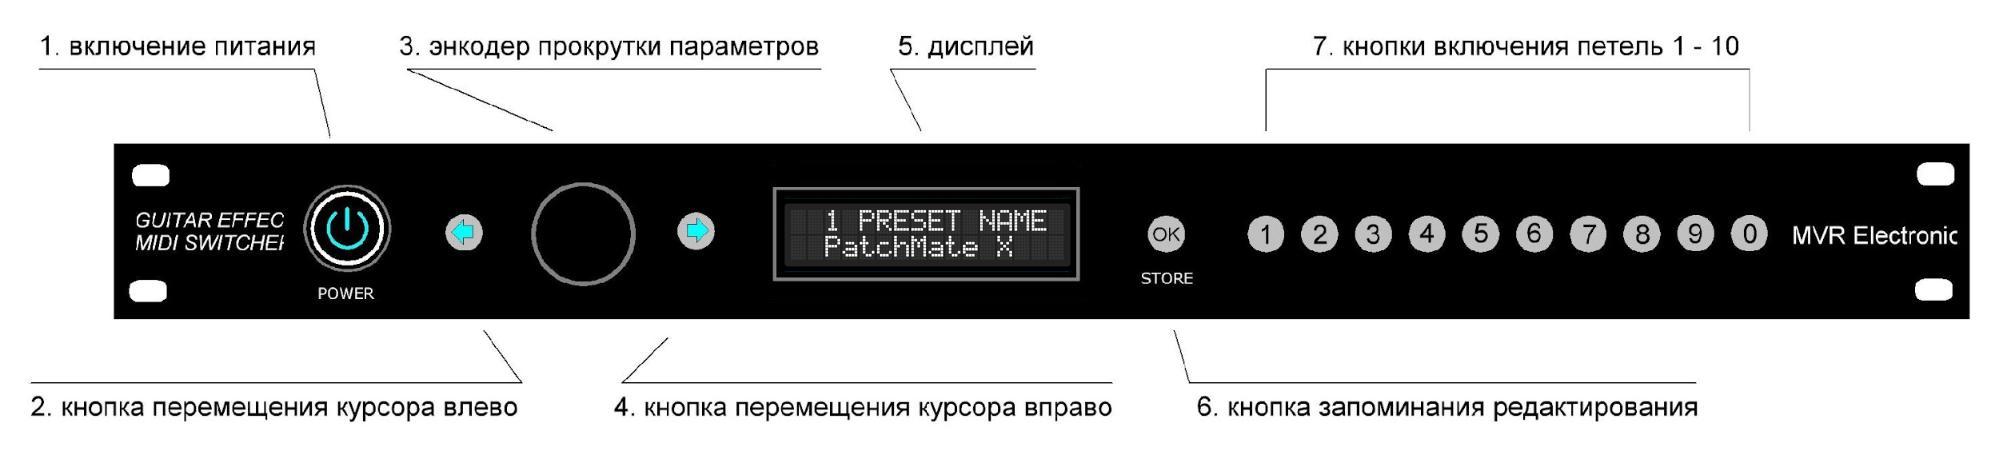 1. включение питания
3. энкодер прокрутки параметров
5. дисплей
7. кнопки включения петель 1 - 10
GUITAR EFFEC
MIDI SWITCHE
POWER
1 PRESET NAME
PatchMate X
OK
STORE
1 2 3 4 5 6 7 8 9 0
MVR Electronic
2. кнопка перемещения курсора влево
4. кнопка перемещения курсора вправо
6. кнопка запоминания редактирования